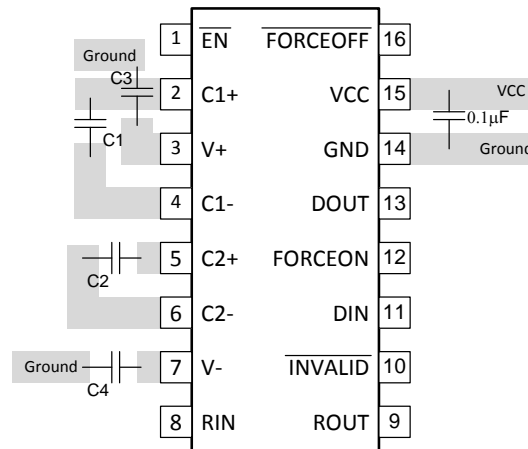 1 EN FORCEOFF 16
Ground
C3
2 C1+ VCC 15 VCC
C1 0.1µF
3 V+ GND 14 Ground
4 C1- DOUT 13
5 C2+ FORCEON 12
C2
6 C2- DIN 11
Ground 7 V- INVALID 10
C4
8 RIN ROUT 9